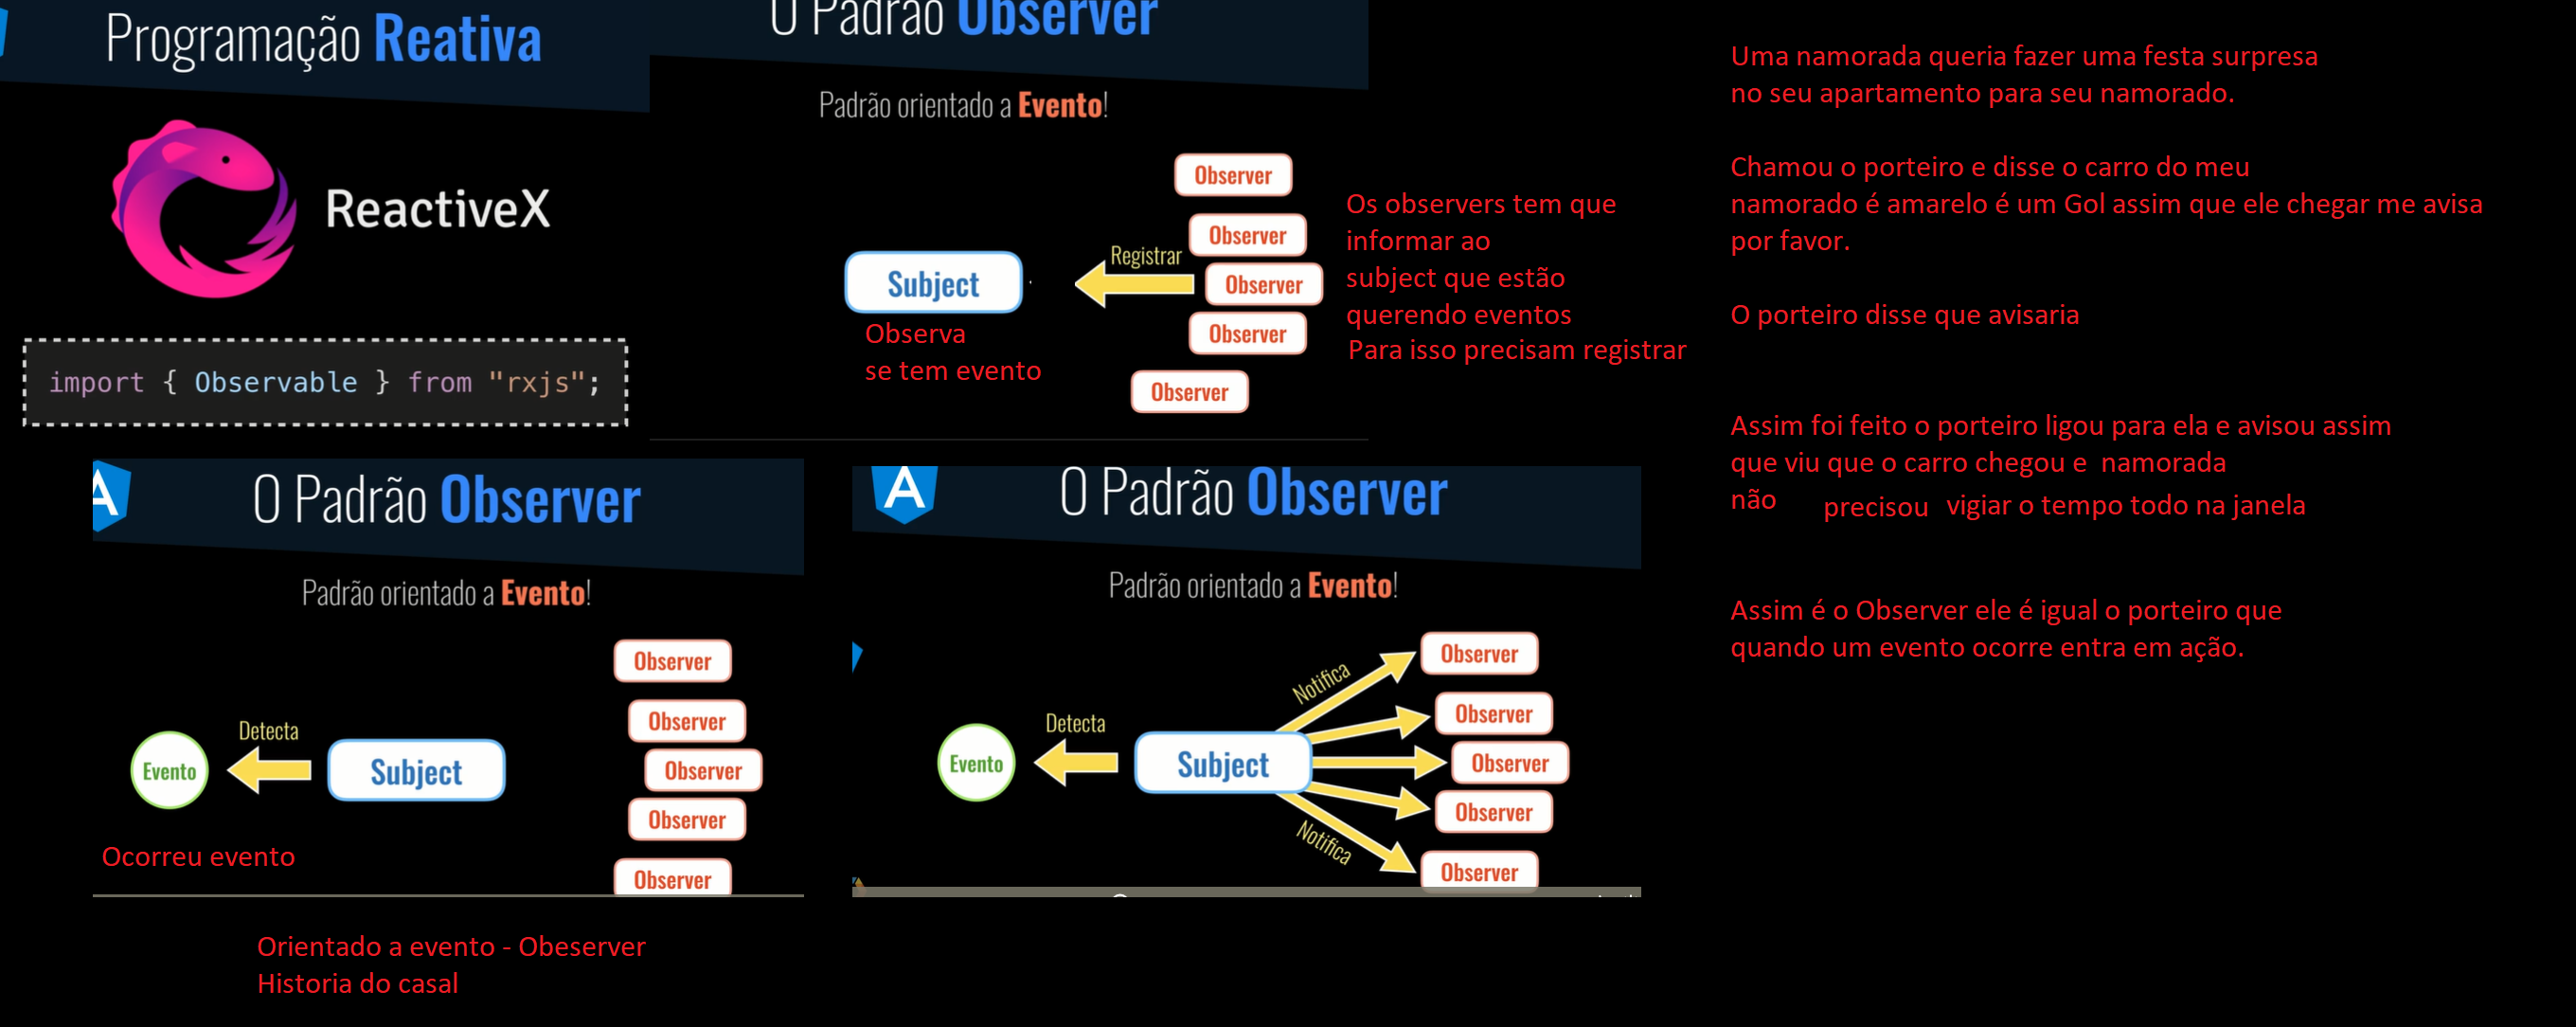 Programação Reativa
ReactiveX
import { Observable } from "rxjs";
O Padrão Observer
Padrão orientado a Evento!
Observer
Observer
Registrar
Subject
Observer
Observer
Observer
Observa
se tem evento
Os observers tem que
informar ao
subject que estão
querendo eventos
Para isso precisam registrar
Uma namorada queria fazer uma festa surpresa
no seu apartamento para seu namorado.
Chamou o porteiro e disse o carro do meu
namorado é amarelo é um Gol assim que ele chegar me avisa
por favor.
O porteiro disse que avisaria
Assim foi feito o porteiro ligou para ela e avisou assim
que viu que o carro chegou e namorada
não precisou vigiar o tempo todo na janela
Assim é o Observer ele é igual o porteiro que
quando um evento ocorre entra em ação.
A
O Padrão Observer
Padrão orientado a Evento!
Observer
Observer
Detecta
Evento
Subject
Observer
Observer
Observer
Ocorreu evento
A
O Padrão Observer
Padrão orientado a Evento!
Observer
Notifica
Observer
Detecta
Evento
Subject
Observer
Observer
Notifica
Observer
Orientado a evento - Obeserver
Historia do casal